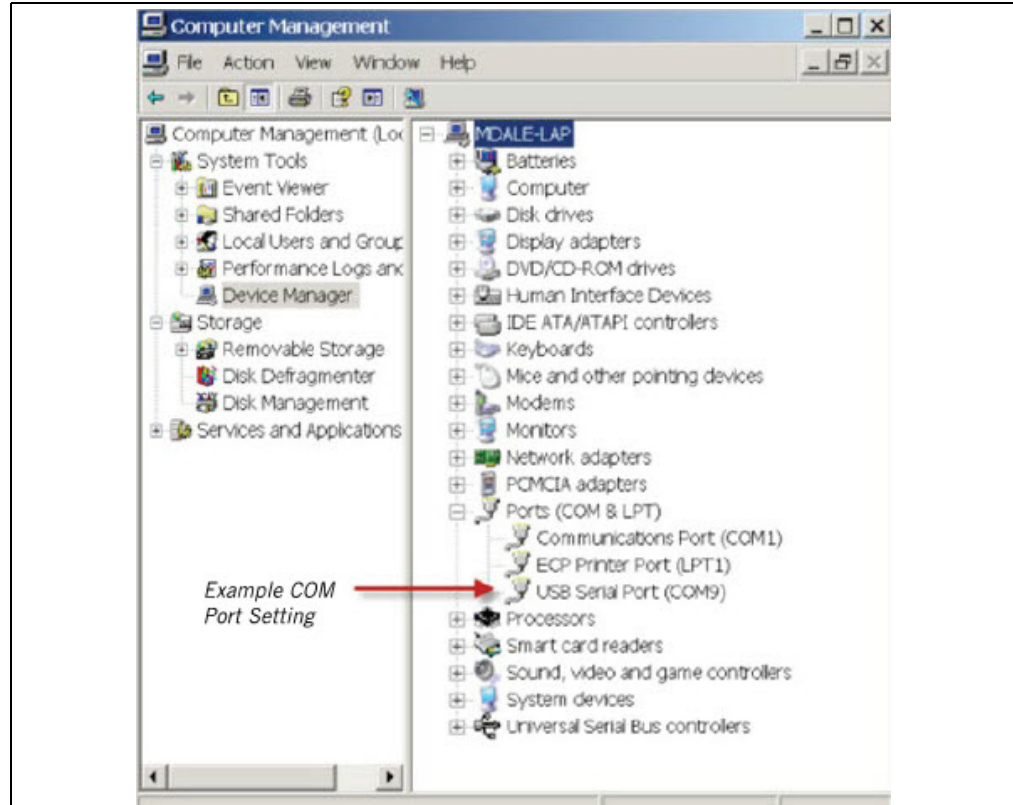 Computer Management
File Action View Window Help
Computer Management (Loc
System Tools
Event Viewer
Shared Folders
Local Users and Group
Performance Logs and
Device Manager
Storage
Removable Storage
Disk Defragmenter
Disk Management
Services and Applications
MDALE-LAP
Batteries
Computer
Disk drives
Display adapters
DVD/CD-ROM drives
Human Interface Devices
IDE ATA/ATAPI controllers
Keyboards
Mice and other pointing devices
Modems
Monitors
Network adapters
PCMCIA adapters
Ports (COM & LPT)
Communications Port (COM1)
ECP Printer Port (LPT1)
USB Serial Port (COM9)
Processors
Smart card readers
Sound, video and game controllers
System devices
Universal Serial Bus controllers
Example COM
Port Setting